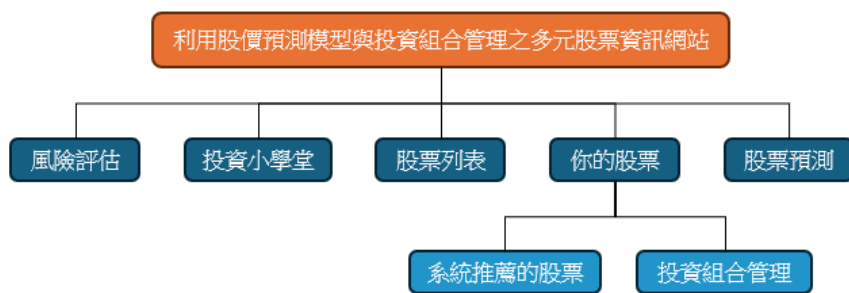 利用股價預測模型與投資組合管理之多元股票資訊網站
風險評估
投資小學堂
股票列表
你的股票
股票預測
系統推薦的股票
投資組合管理